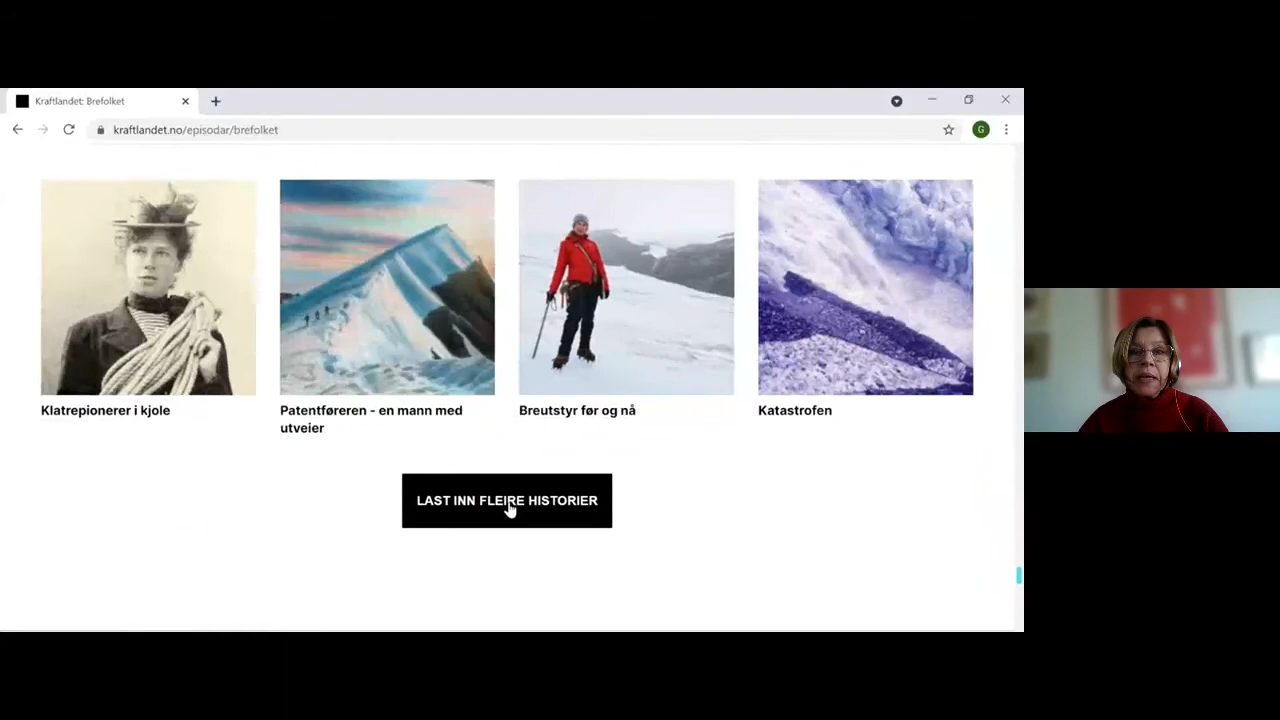 Kraftlandet: Brefolket
kraftlandet.no/episodar/brefolket
G
Klatrepionerer i kjole
Patentføreren - en mann med
utveier
Breutstyr før og nå
Katastrofen
LAST INN FLEIRE HISTORIER